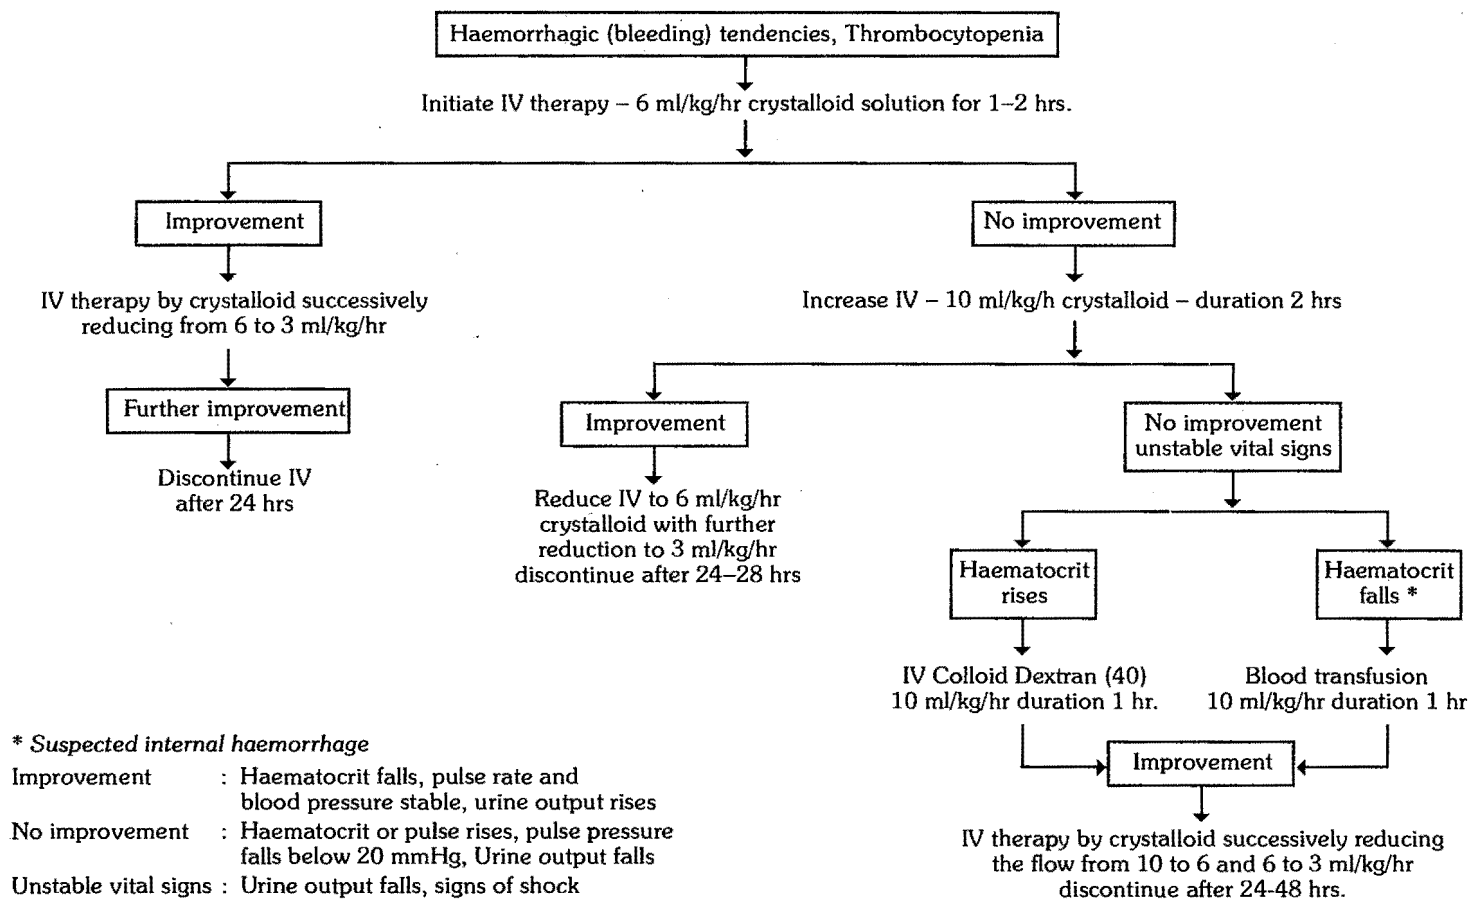 Haemorrhagic (bleeding) tendencies, Thrombocytopenia
Initiate IV therapy – 6 ml/kg/hr crystalloid solution for 1–2 hrs.
Improvement
No improvement
IV therapy by crystalloid successively
reducing from 6 to 3 ml/kg/hr
Increase IV – 10 ml/kg/h crystalloid – duration 2 hrs
Further improvement
Discontinue IV
after 24 hrs
Improvement
Reduce IV to 6 ml/kg/hr
crystalloid with further
reduction to 3 ml/kg/hr
discontinue after 24–28 hrs
No improvement
unstable vital signs
Haematocrit
rises
Haematocrit
falls *
IV Colloid Dextran (40)
10 ml/kg/hr duration 1 hr.
Blood transfusion
10 ml/kg/hr duration 1 hr
Improvement
IV therapy by crystalloid successively reducing
the flow from 10 to 6 and 6 to 3 ml/kg/hr
discontinue after 24-48 hrs.
* Suspected internal haemorrhage
Improvement : Haematocrit falls, pulse rate and
blood pressure stable, urine output rises
No improvement : Haematocrit or pulse rises, pulse pressure
falls below 20 mmHg, Urine output falls
Unstable vital signs : Urine output falls, signs of shock